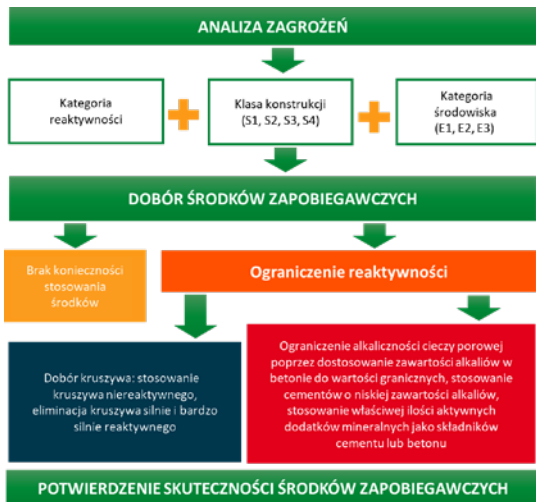 ANALIZA ZAGROŻEŃ
Kategoria
reaktywności
Klasa konstrukcji
(S1, S2, S3, S4)
Kategoria
środowiska
(E1, E2, E3)
DOBÓR ŚRODKÓW ZAPOBIEGAWCZYCH
Brak konieczności
stosowania
środków
Ograniczenie reaktywności
Dobór kruszywa: stosowanie
kruszywa niereaktywnego,
eliminacja kruszywa silnie i bardzo
silnie reaktywnego
Ograniczenie alkaliczności cieczy porowej
poprzez dostosowanie zawartości alkaliów w
betonie do wartości granicznych, stosowanie
cementów o niskiej zawartości alkaliów,
stosowanie właściwej ilości aktywnych
dodatków mineralnych jako składników
cementu lub betonu
POTWIERDZENIE SKUTECZNOŚCI ŚRODKÓW ZAPOBIEGAWCZYCH